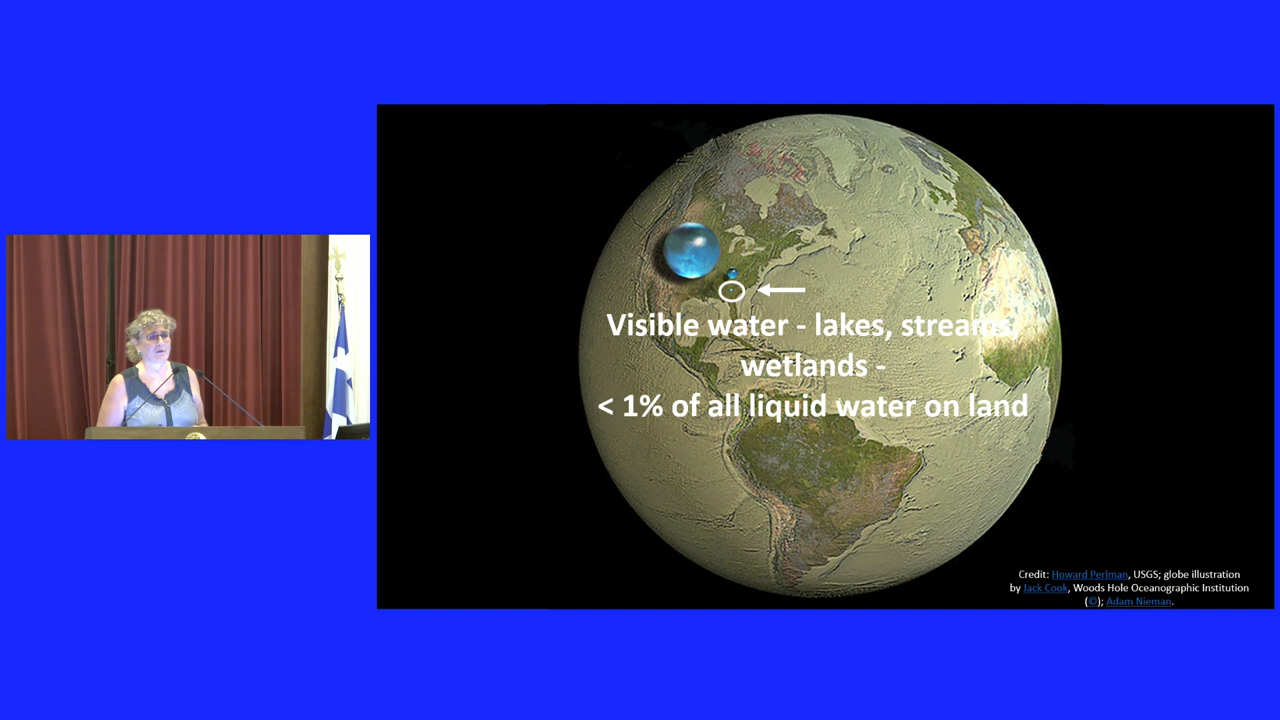 Visible water - lakes, streams,
wetlands -
< 1% of all liquid water on land
Credit: Howard Perlman, USGS; globe illustration
by Jack Cook, Woods Hole Oceanographic Institution
(©); Adam Nieman.